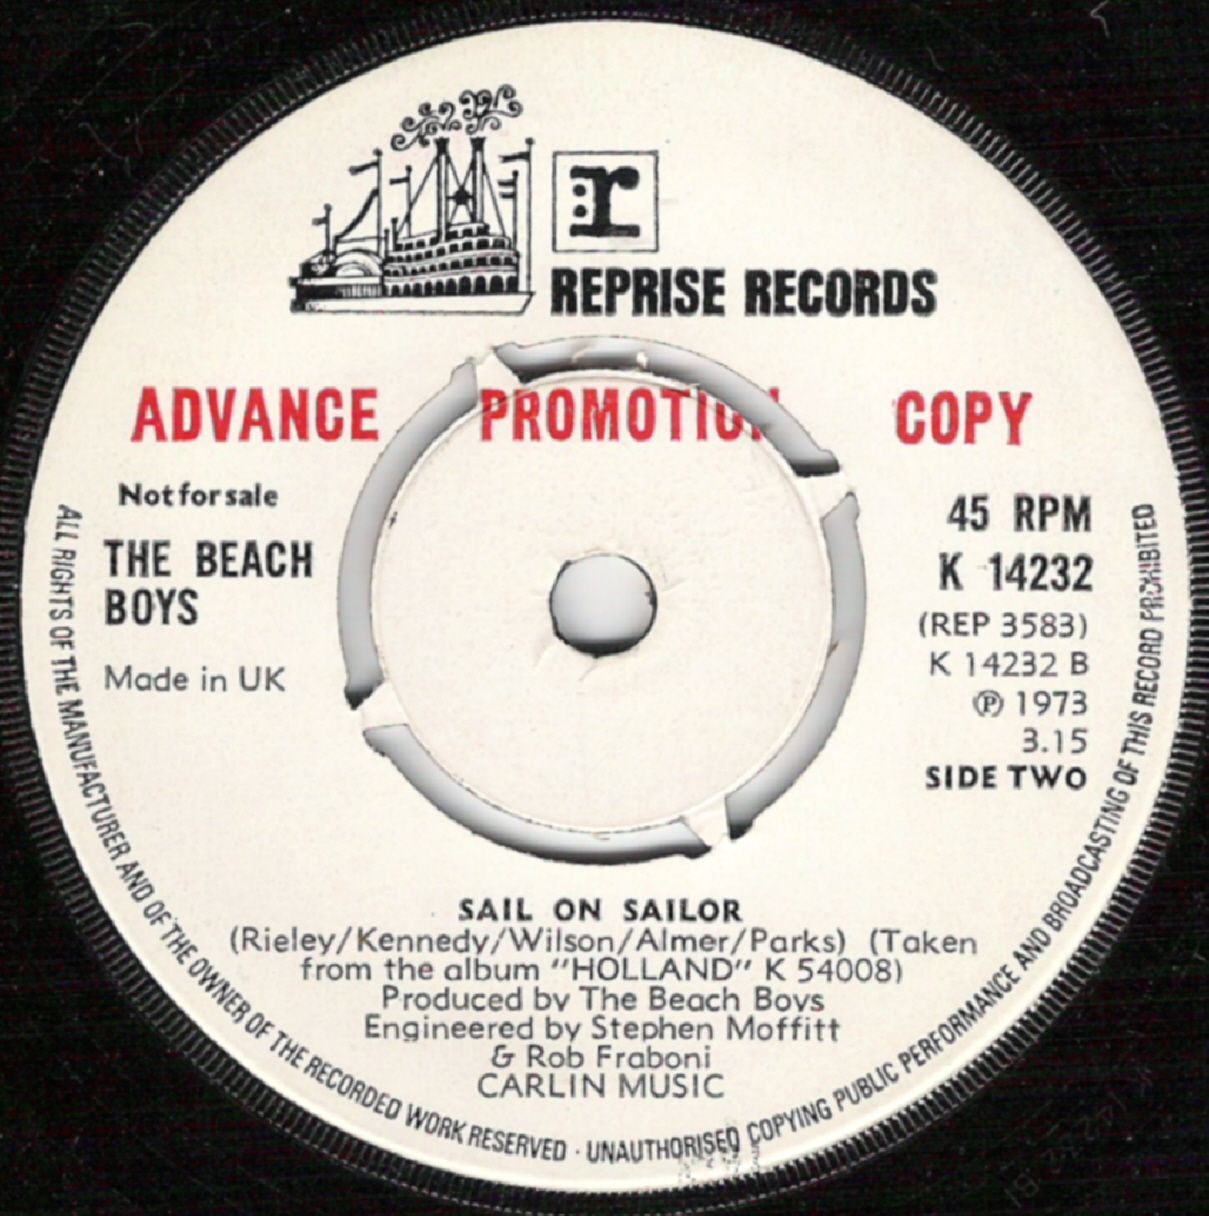 r
REPRISE RECORDS
ADVANCE PROMOTION COPY
Not for sale
THE BEACH
BOYS
Made in UK
45 RPM
K 14232
(REP 3583)
K 14232 B
℗ 1973
3.15
SIDE TWO
SAIL ON SAILOR
(Rieley/Kennedy/Wilson/Almer/Parks) (Taken
from the album "HOLLAND" K 54008)
Produced by The Beach Boys
Engineered by Stephen Moffitt
& Rob Fraboni
CARLIN MUSIC
ALL RIGHTS OF THE MANUFACTURER AND OF THE OWNER OF THE RECORDED WORK RESERVED · UNAUTHORISED COPYING PUBLIC PERFORMANCE AND BROADCASTING OF THIS RECORD PROHIBITED